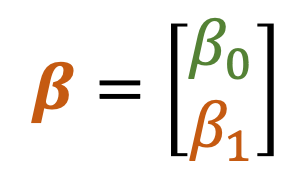 β = [β₀
β₁]